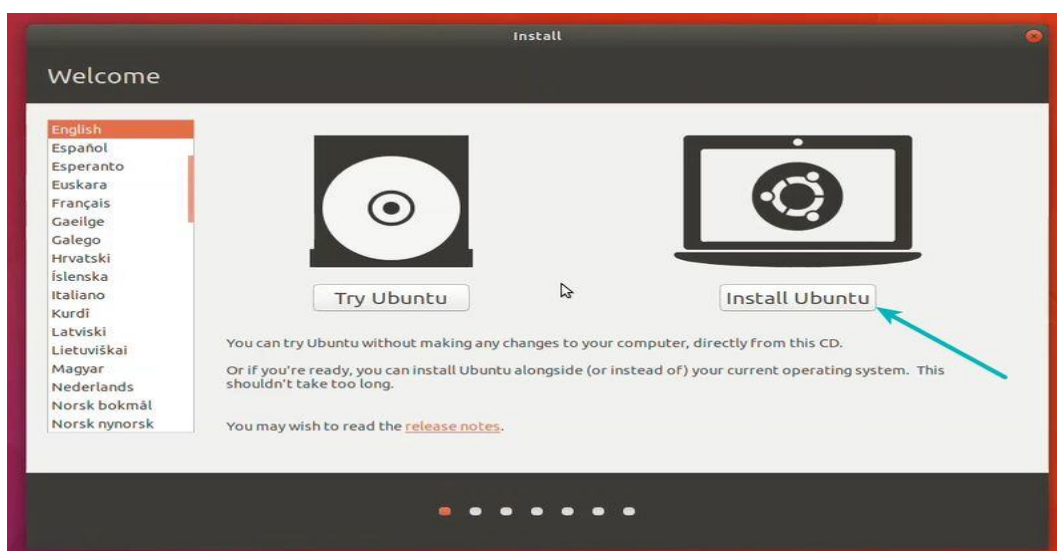 Install
Welcome
English
Español
Esperanto
Euskara
Français
Gaeilge
Galego
Hrvatski
Íslenska
Italiano
Kurdî
Latviski
Lietuviškai
Magyar
Nederlands
Norsk bokmål
Norsk nynorsk
Try Ubuntu
Install Ubuntu
You can try Ubuntu without making any changes to your computer, directly from this CD.
Or if you're ready, you can install Ubuntu alongside (or instead of) your current operating system. This
shouldn't take too long.
You may wish to read the release notes.